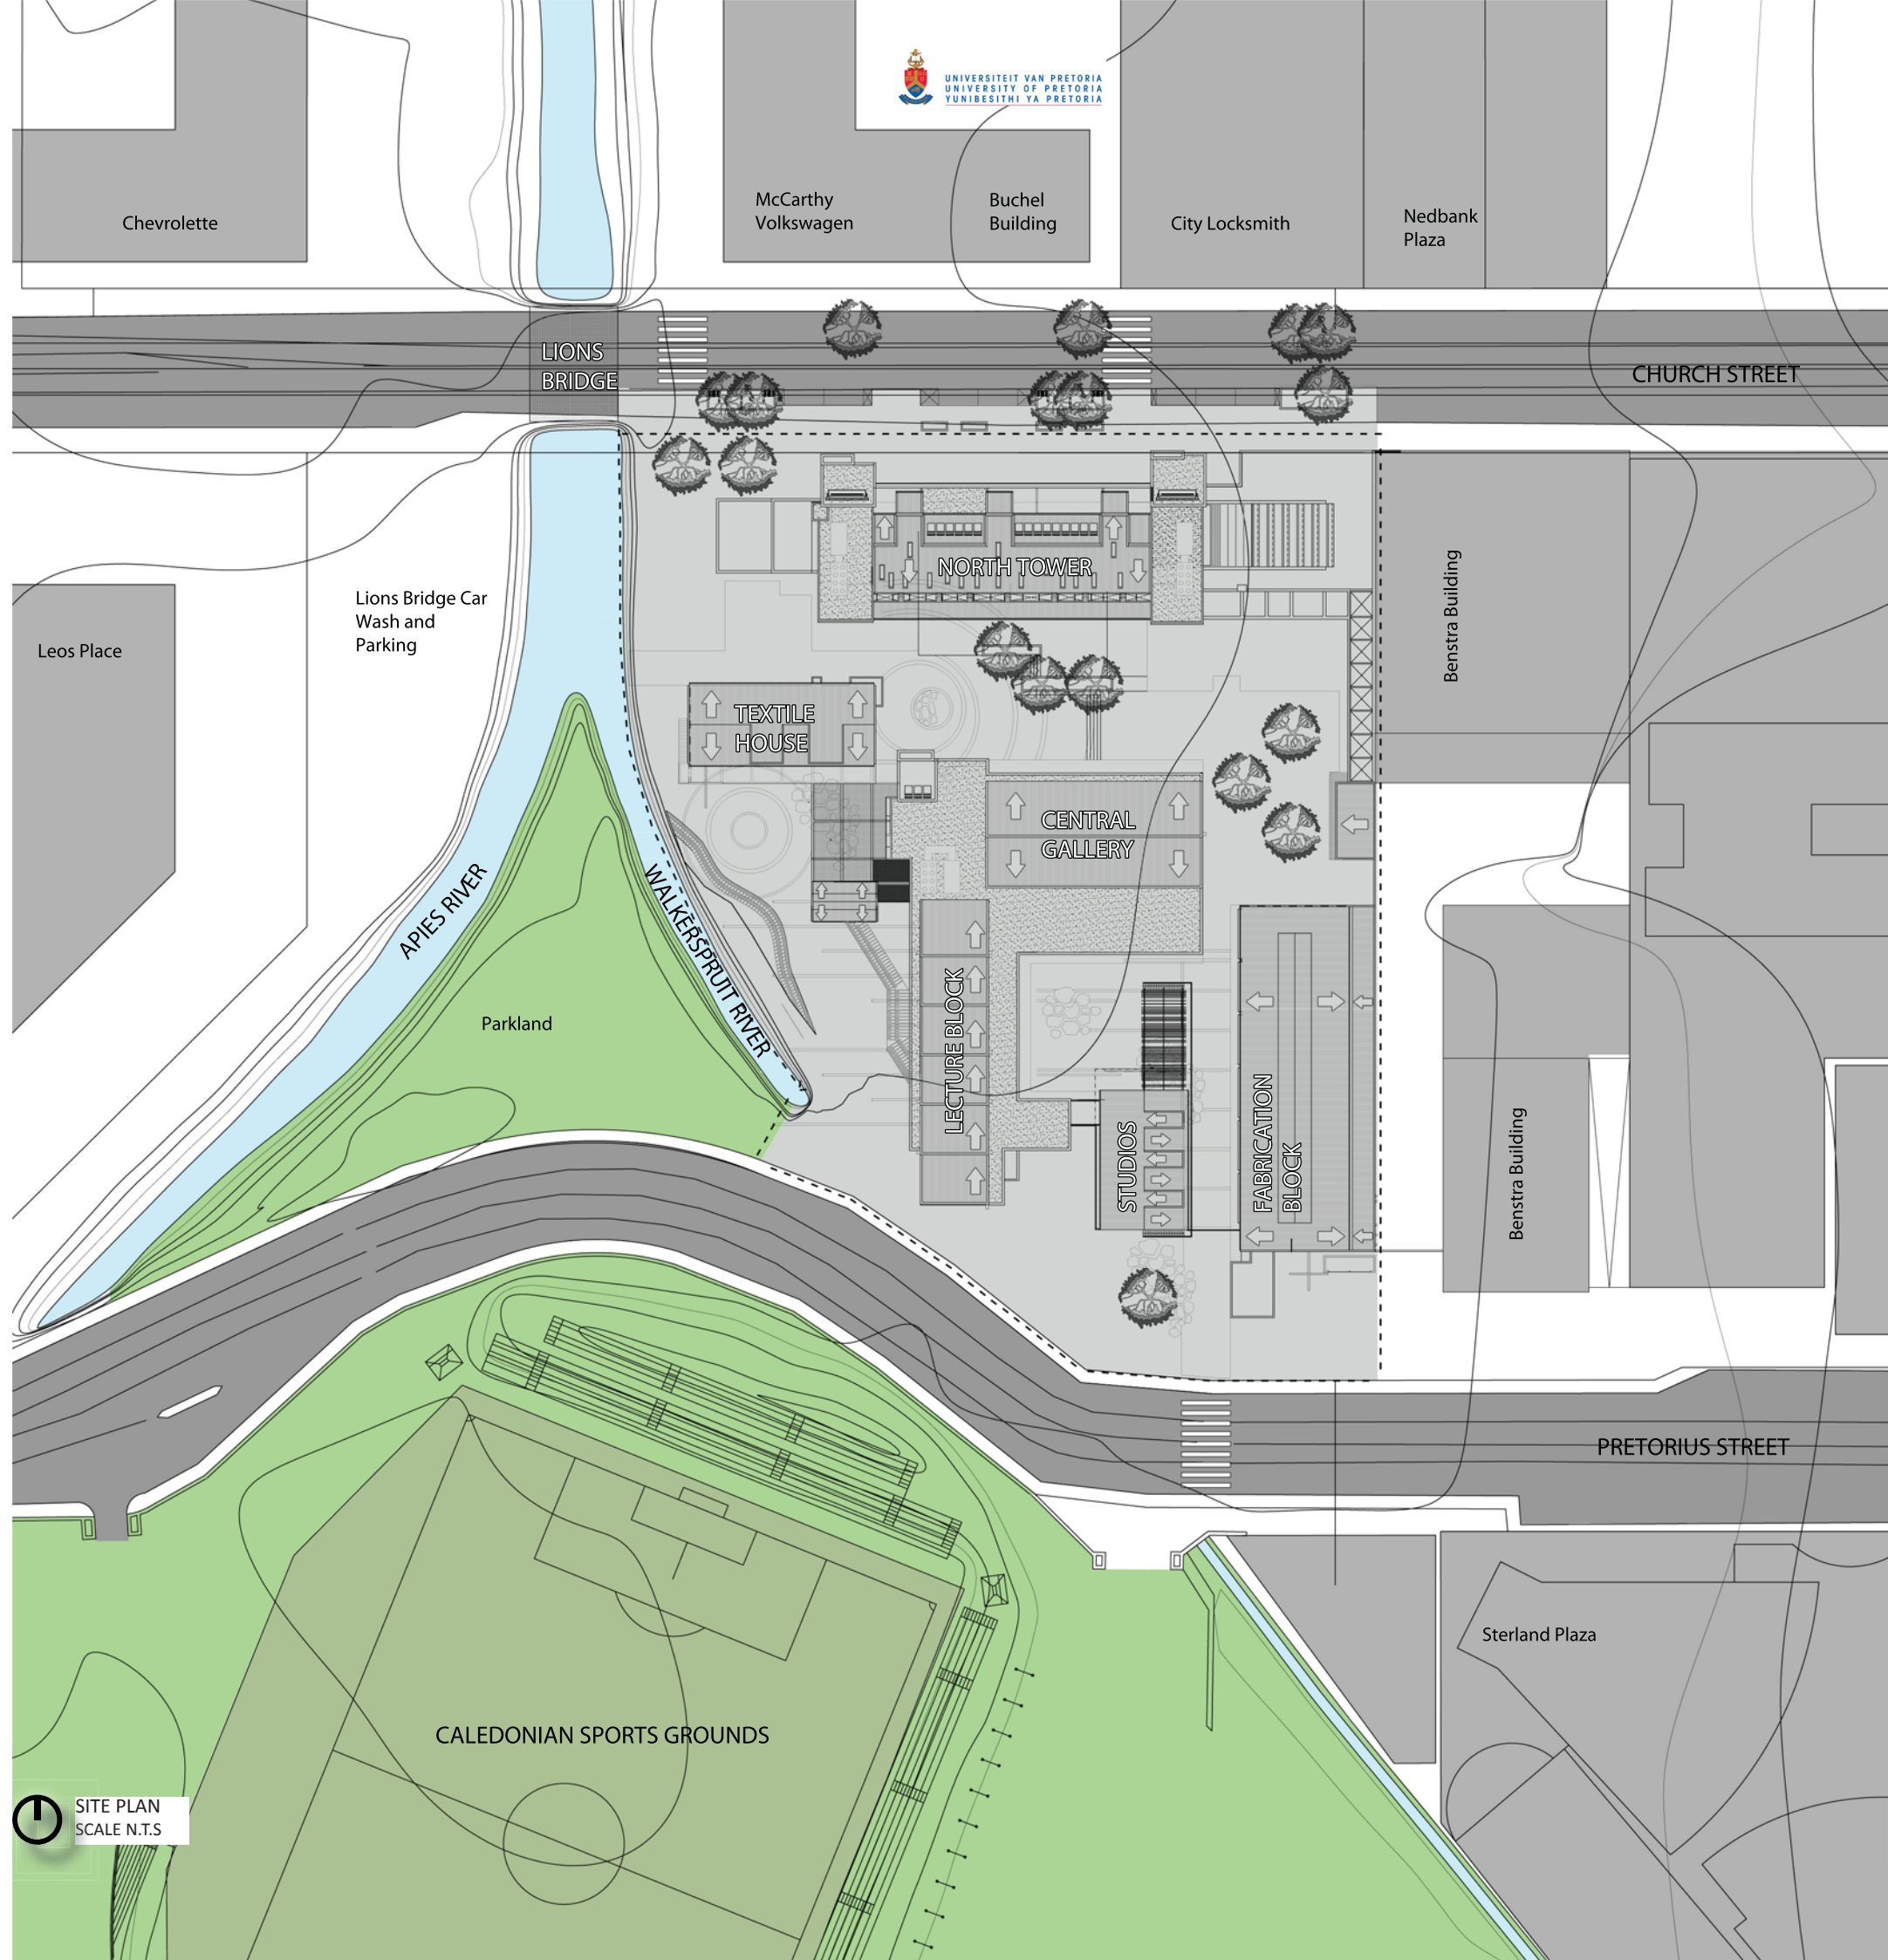 UNIVERSITEIT VAN PRETORIA
UNIVERSITY OF PRETORIA
YUNIBESITHI YA PRETORIA
Chevrolette
McCarthy
Volkswagen
Buchel
Building
City Locksmith
Nedbank
Plaza
LIONS
BRIDGE
CHURCH STREET
NORTH TOWER
Benstra Building
Lions Bridge Car
Wash and
Parking
Leos Place
TEXTILE
HOUSE
CENTRAL
GALLERY
APIES RIVER
WALKERSPRUIT RIVER
Parkland
LECTURE BLOCK
STUDIOS
FABRICATION
BLOCK
Benstra Building
PRETORIUS STREET
Sterland Plaza
CALEDONIAN SPORTS GROUNDS
SITE PLAN
SCALE N.T.S